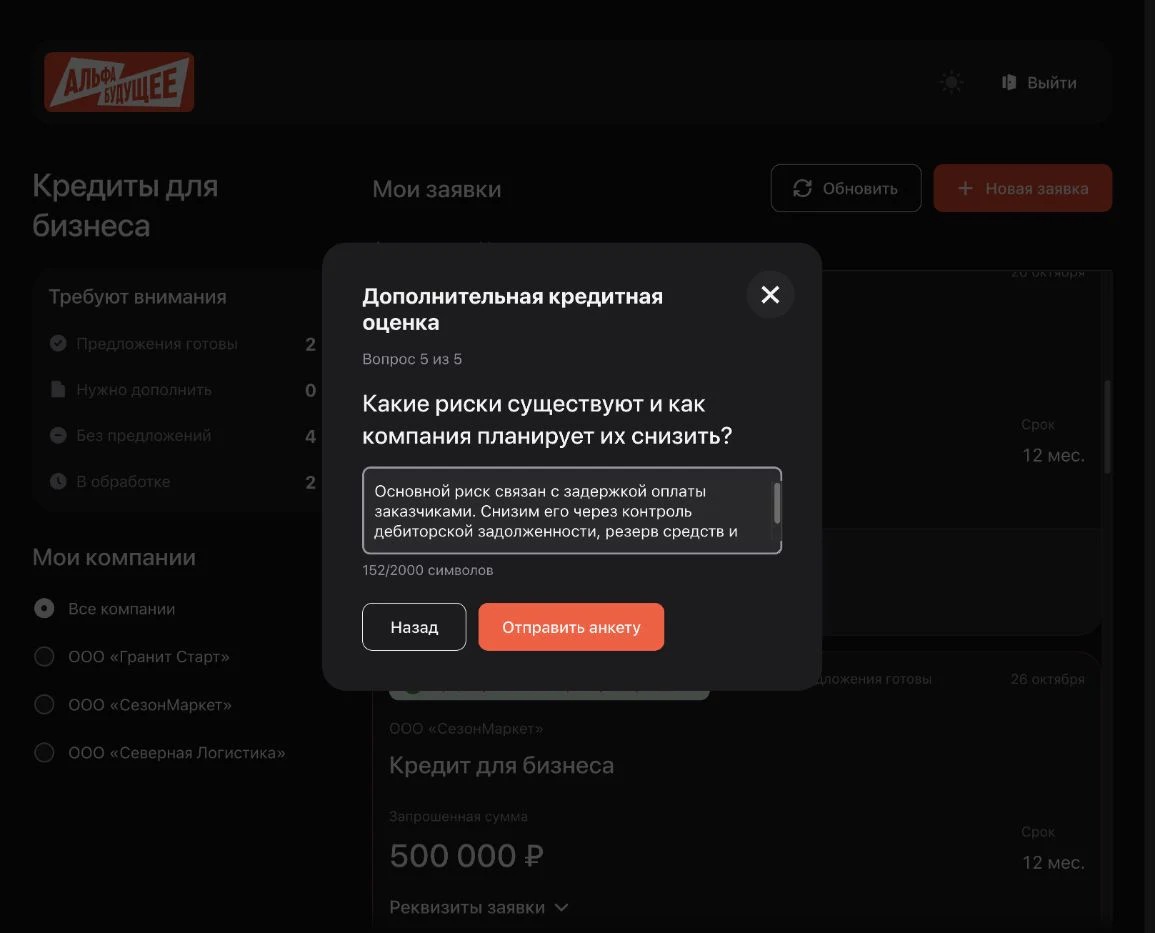 АЛЬФА
БУДУЩЕЕ
Выйти
Кредиты для
бизнеса
Мои заявки
Обновить
+ Новая заявка
Требуют внимания
Предложения готовы 2
Нужно дополнить 0
Без предложений 4
В обработке 2
Мои компании
Все компании
ООО «Гранит Старт»
ООО «СезонМаркет»
ООО «Северная Логистика»
26 октября
Срок
12 мес.
Дополнительная кредитная
оценка
Вопрос 5 из 5
Какие риски существуют и как
компания планирует их снизить?
Основной риск связан с задержкой оплаты
заказчиками. Снизим его через контроль
дебиторской задолженности, резерв средств и
152/2000 символов
Назад
Отправить анкету
готовы
26 октября
ООО «СезонМаркет»
Кредит для бизнеса
Запрошенная сумма
500 000 ₽
Срок
12 мес.
Реквизиты заявки